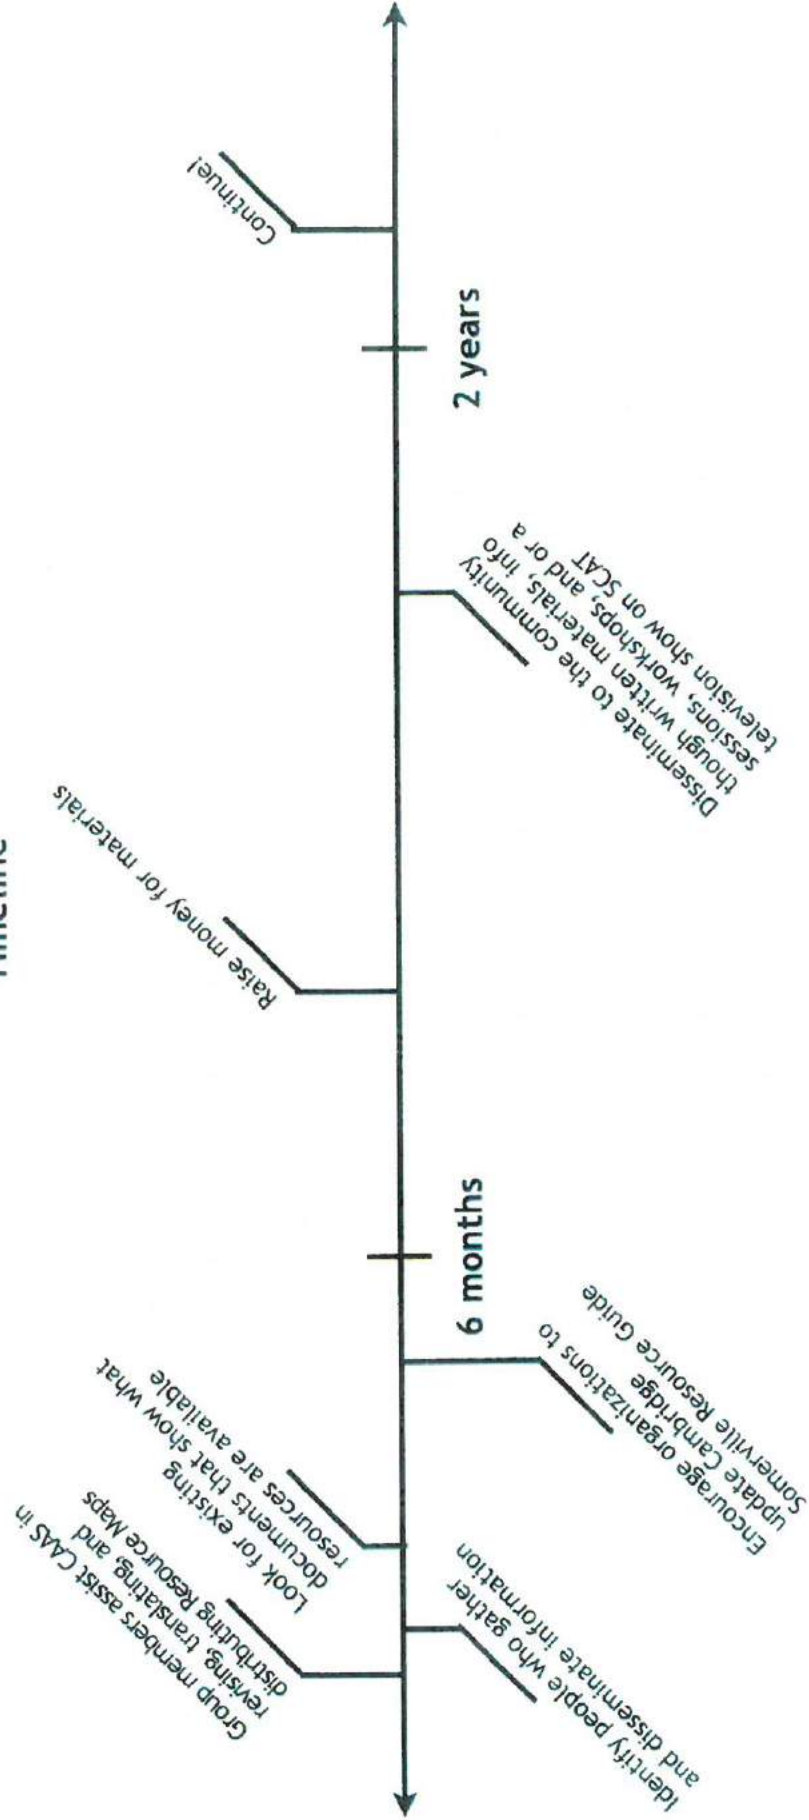 Timeline
Group members assist CAAS in
revising, translating, and
distributing Resource Maps
Look for existing
documents that show what
resources are available
Raise money for materials
Continue!
6 months
2 years
Identify people who gather
and disseminate information
Encourage organizations to
update Cambridge
Somerville Resource Guide
Disseminate to the community
though written materials, info
sessions, workshops, and or a
television show on SCAT